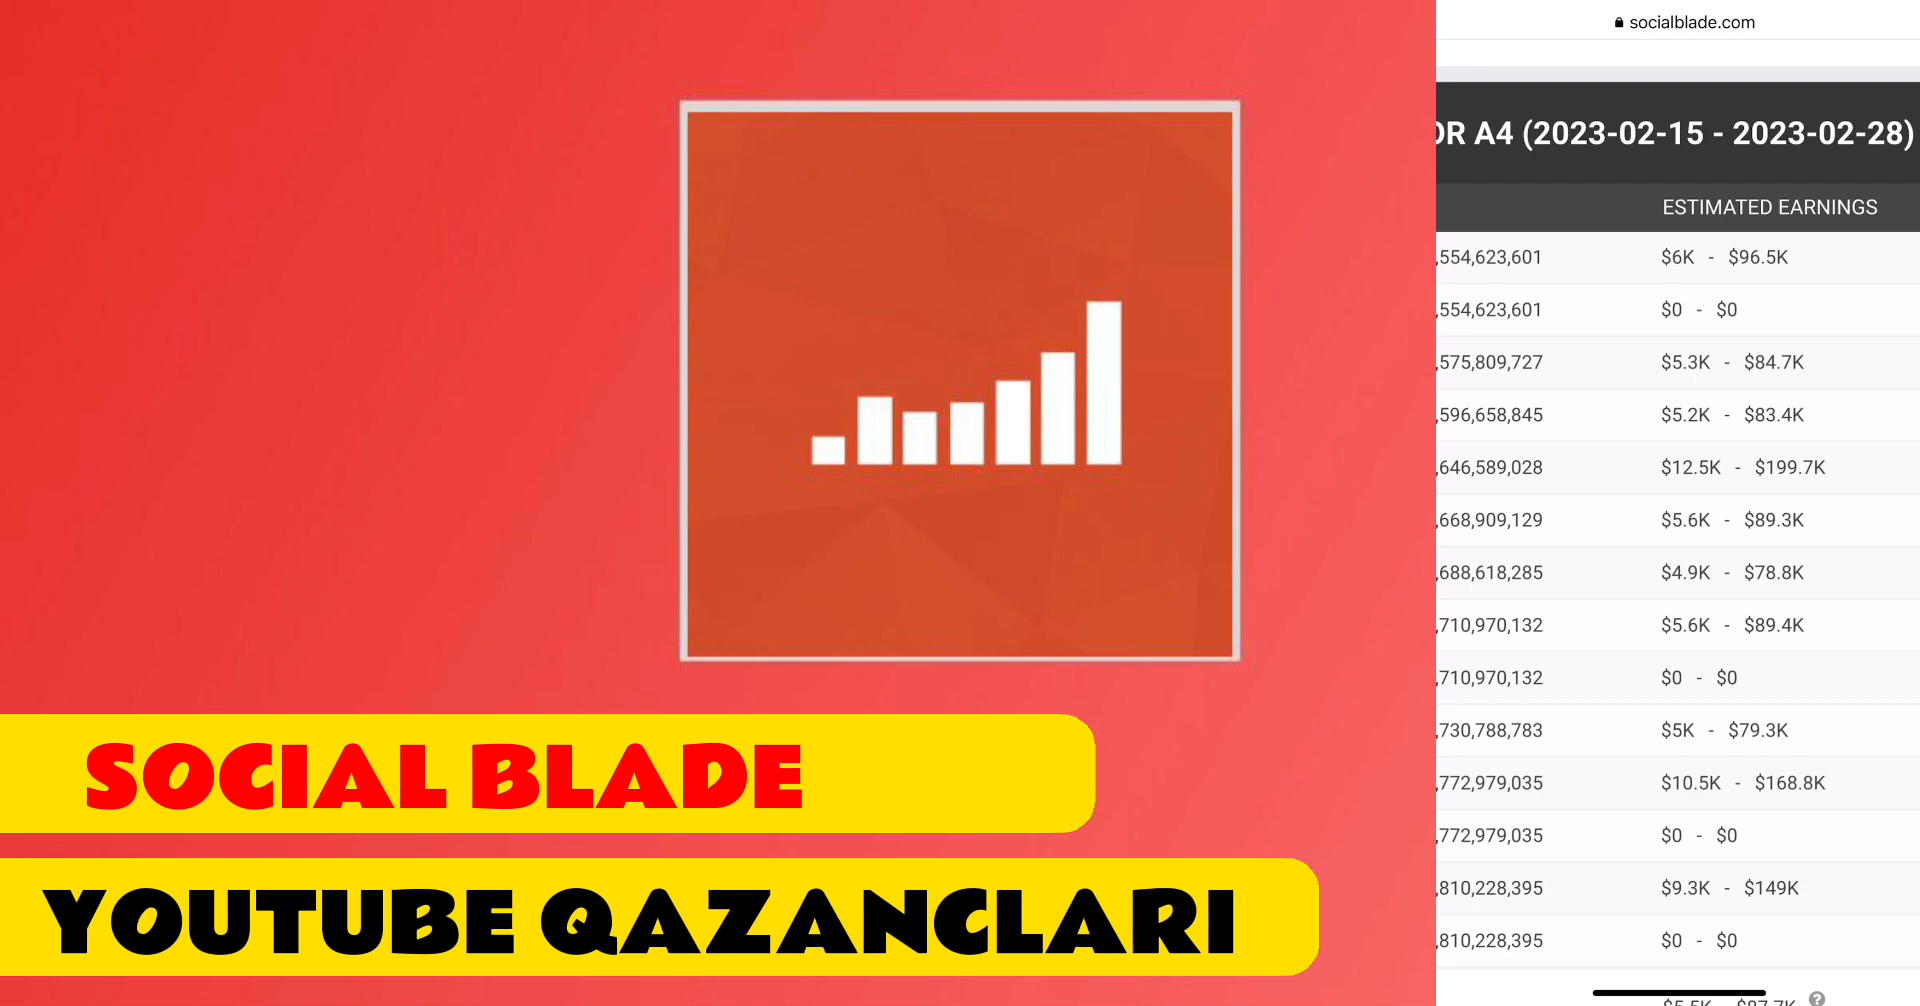 socialblade.com
OR A4 (2023-02-15 - 2023-02-28)
ESTIMATED EARNINGS
,554,623,601 $6K - $96.5K
,554,623,601 $0 - $0
,575,809,727 $5.3K - $84.7K
,596,658,845 $5.2K - $83.4K
,646,589,028 $12.5K - $199.7K
,668,909,129 $5.6K - $89.3K
,688,618,285 $4.9K - $78.8K
,710,970,132 $5.6K - $89.4K
,710,970,132 $0 - $0
,730,788,783 $5K - $79.3K
,772,979,035 $10.5K - $168.8K
,772,979,035 $0 - $0
,810,228,395 $9.3K - $149K
,810,228,395 $0 - $0
SOCIAL BLADE
YOUTUBE QAZANCLARI